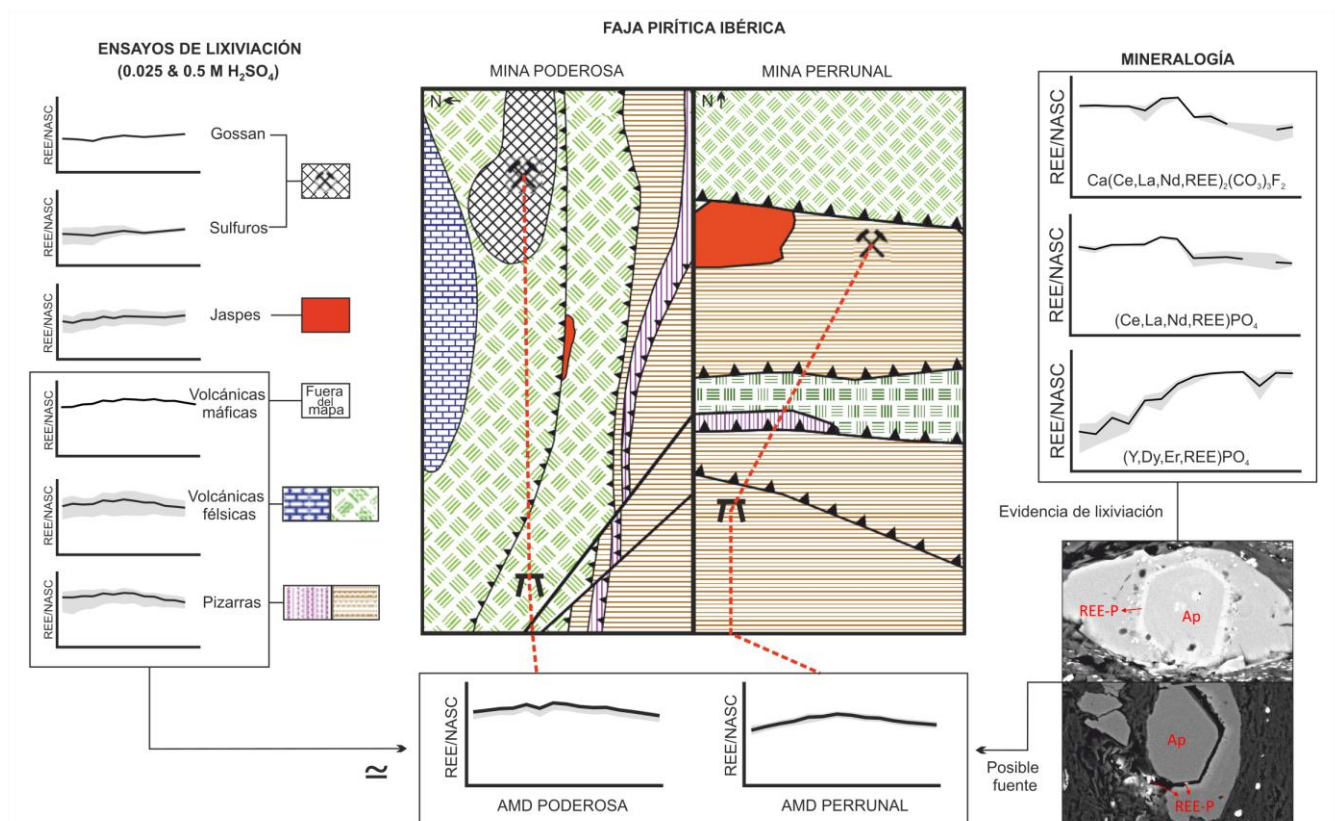 FAJA PIRÍTICA IBÉRICA
ENSAYOS DE LIXIVIACIÓN
(0.025 & 0.5 M H₂SO₄)
REE/NASC
Gossan
REE/NASC
Sulfuros
REE/NASC
Jaspes
REE/NASC
Volcánicas
máficas
Fuera
del
mapa
REE/NASC
Volcánicas
félsicas
REE/NASC
Pizarras
MINA PODEROSA
MINA PERRUNAL
N
N
MINERALOGÍA
REE/NASC
Ca(Ce,La,Nd,REE)₂(CO₃)₃F₂
REE/NASC
(Ce,La,Nd,REE)PO₄
REE/NASC
(Y,Dy,Er,REE)PO₄
Evidencia de lixiviación
REE-P
Ap
Ap
REE-P
Posible
fuente
≃
REE/NASC
AMD PODEROSA
REE/NASC
AMD PERRUNAL